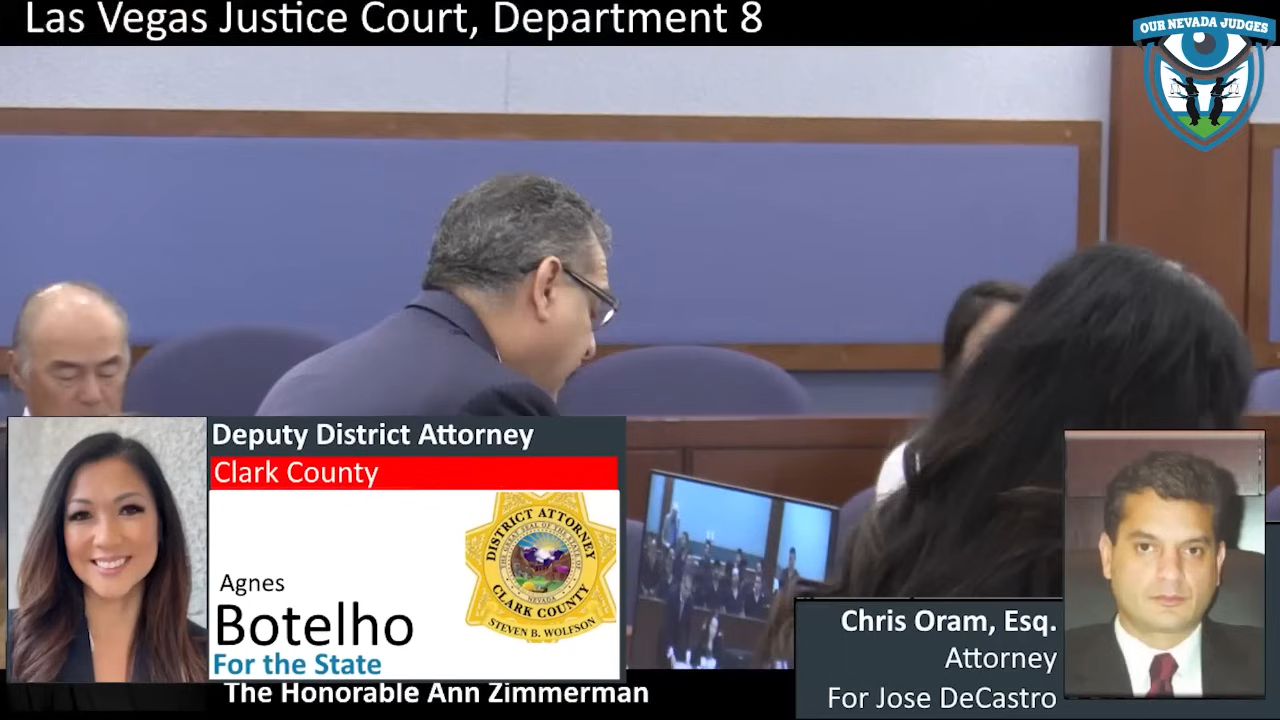 Las Vegas Justice Court, Department 8
OUR NEVADA JUDGES
Deputy District Attorney
Clark County
DISTRICT ATTORNEY
NEVADA
CLARK COUNTY
STEVEN B. WOLFSON
Agnes
Botelho
For the State
The Honorable Ann Zimmerman
Chris Oram, Esq.
Attorney
For Jose DeCastro